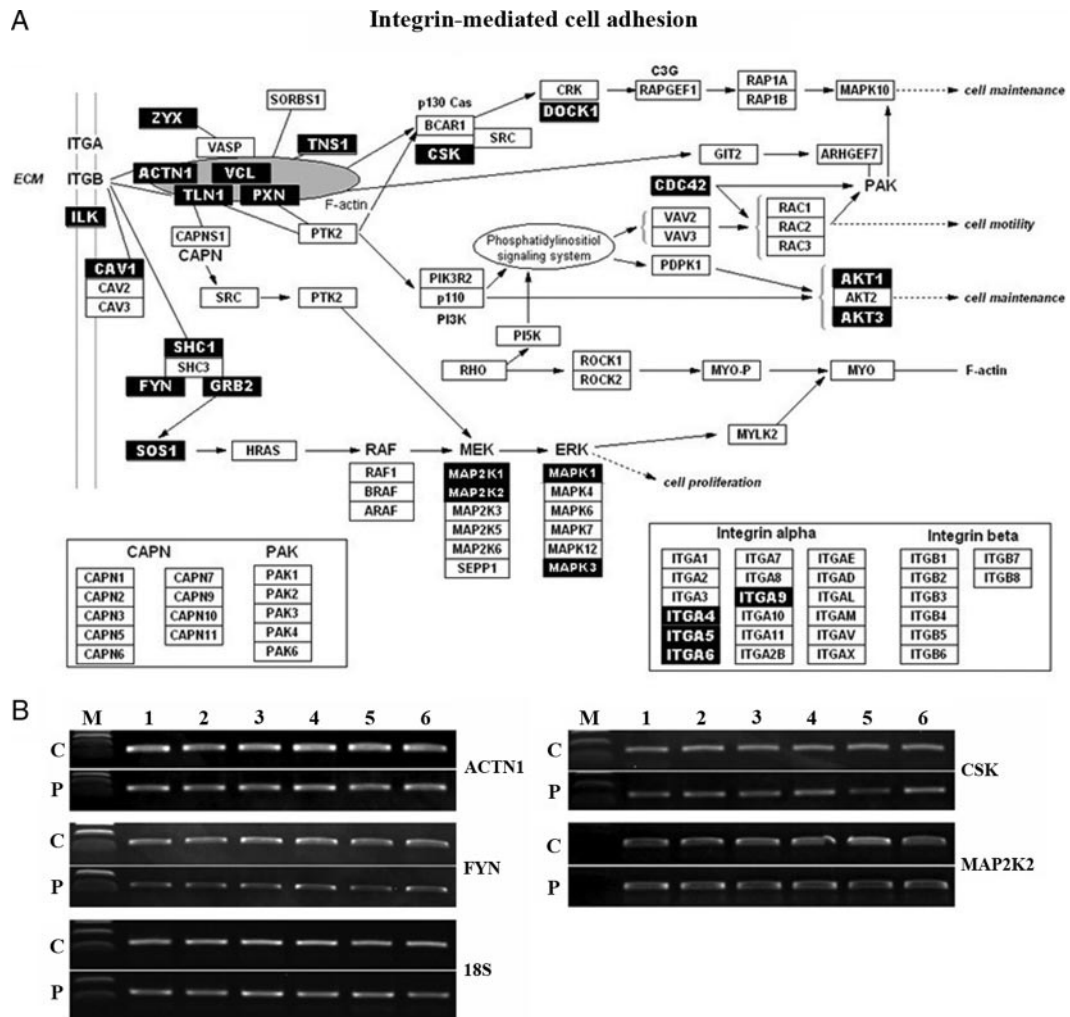 A
Integrin-mediated cell adhesion
ECM
ITGA
ITGB
ILK
ZYX
VASP
SORBS1
TNS1
ACTN1
VCL
TLN1
PXN
F-actin
CAPNS1
CAPN
PTK2
p130 Cas
BCAR1
CSK
SRC
CRK
DOCK1
C3G
RAPGEF1
RAP1A
RAP1B
MAPK10
cell maintenance
GIT2
ARHGEF7
PAK
CDC42
VAV2
VAV3
RAC1
RAC2
RAC3
cell motility
Phosphatidylinositiol
signaling system
PDPK1
PIK3R2
p110
PI3K
AKT1
AKT2
AKT3
cell maintenance
CAV1
CAV2
CAV3
SRC
PTK2
PI5K
RHO
ROCK1
ROCK2
MYO-P
MYO
F-actin
SHC1
SHC3
FYN
GRB2
SOS1
HRAS
RAF
MEK
ERK
MYLK2
cell proliferation
RAF1
BRAF
ARAF
MAP2K1
MAP2K2
MAP2K3
MAP2K5
MAP2K6
SEPP1
MAPK1
MAPK4
MAPK6
MAPK7
MAPK12
MAPK3
CAPN
CAPN1
CAPN2
CAPN3
CAPN5
CAPN6
CAPN7
CAPN9
CAPN10
CAPN11
PAK
PAK1
PAK2
PAK3
PAK4
PAK6
Integrin alpha
ITGA1
ITGA2
ITGA3
ITGA4
ITGA5
ITGA6
ITGA7
ITGA8
ITGA9
ITGA10
ITGA11
ITGA2B
ITGAE
ITGAD
ITGAL
ITGAM
ITGAV
ITGAX
Integrin beta
ITGB1
ITGB2
ITGB3
ITGB4
ITGB5
ITGB6
ITGB7
ITGB8
B
M 1 2 3 4 5 6
C
P
ACTN1
C
P
FYN
C
P
18S
M 1 2 3 4 5 6
C
P
CSK
C
P
MAP2K2